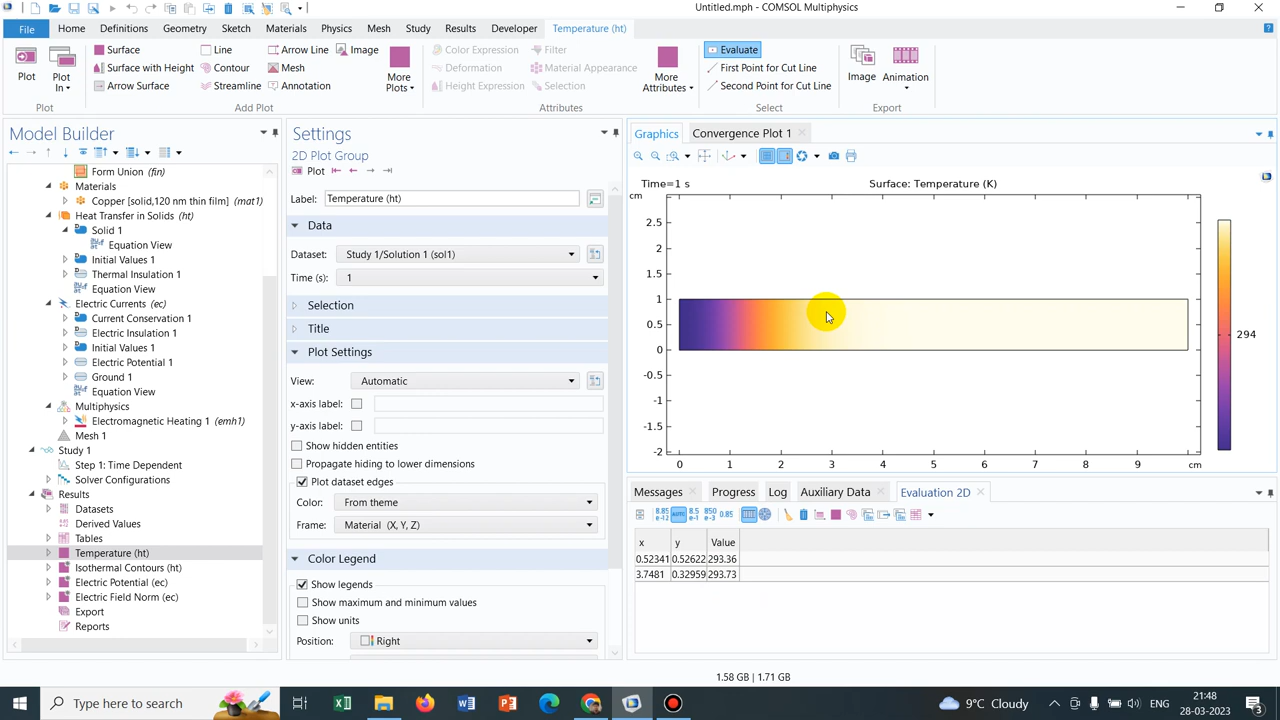 Untitled.mph - COMSOL Multiphysics
File Home Definitions Geometry Sketch Materials Physics Mesh Study Results Developer Temperature (ht)
Plot
Plot In
Surface
Surface with Height
Arrow Surface
Line
Contour
Streamline
Arrow Line
Mesh
Annotation
Image
More Plots
Color Expression
Deformation
Height Expression
Filter
Material Appearance
Selection
More Attributes
Evaluate
First Point for Cut Line
Second Point for Cut Line
Image
Animation
Plot Add Plot Attributes Select Export
Model Builder
Form Union (fin)
Materials
Copper [solid,120 nm thin film] (mat1)
Heat Transfer in Solids (ht)
Solid 1
Equation View
Initial Values 1
Thermal Insulation 1
Equation View
Electric Currents (ec)
Current Conservation 1
Electric Insulation 1
Initial Values 1
Electric Potential 1
Ground 1
Equation View
Multiphysics
Electromagnetic Heating 1 (emh1)
Mesh 1
Study 1
Step 1: Time Dependent
Solver Configurations
Results
Datasets
Derived Values
Tables
Temperature (ht)
Isothermal Contours (ht)
Electric Potential (ec)
Electric Field Norm (ec)
Export
Reports
Settings
2D Plot Group
Plot
Label: Temperature (ht)
Data
Dataset: Study 1/Solution 1 (sol1)
Time (s): 1
Selection
Title
Plot Settings
View: Automatic
x-axis label:
y-axis label:
Show hidden entities
Propagate hiding to lower dimensions
Plot dataset edges
Color: From theme
Frame: Material (X, Y, Z)
Color Legend
Show legends
Show maximum and minimum values
Show units
Position: Right
Graphics Convergence Plot 1
Time=1 s Surface: Temperature (K)
cm
2.5
2
1.5
1
0.5
0
-0.5
-1
-1.5
-2
0 1 2 3 4 5 6 7 8 9 cm
294
Messages Progress Log Auxiliary Data Evaluation 2D
8.85 e-12 AUTO 8.5 e-1 850 e-3 0.85
x y Value
0.52341 0.52622 293.36
3.7481 0.32959 293.73
1.58 GB | 1.71 GB
Type here to search
9°C Cloudy
ENG
21:48
28-03-2023
3